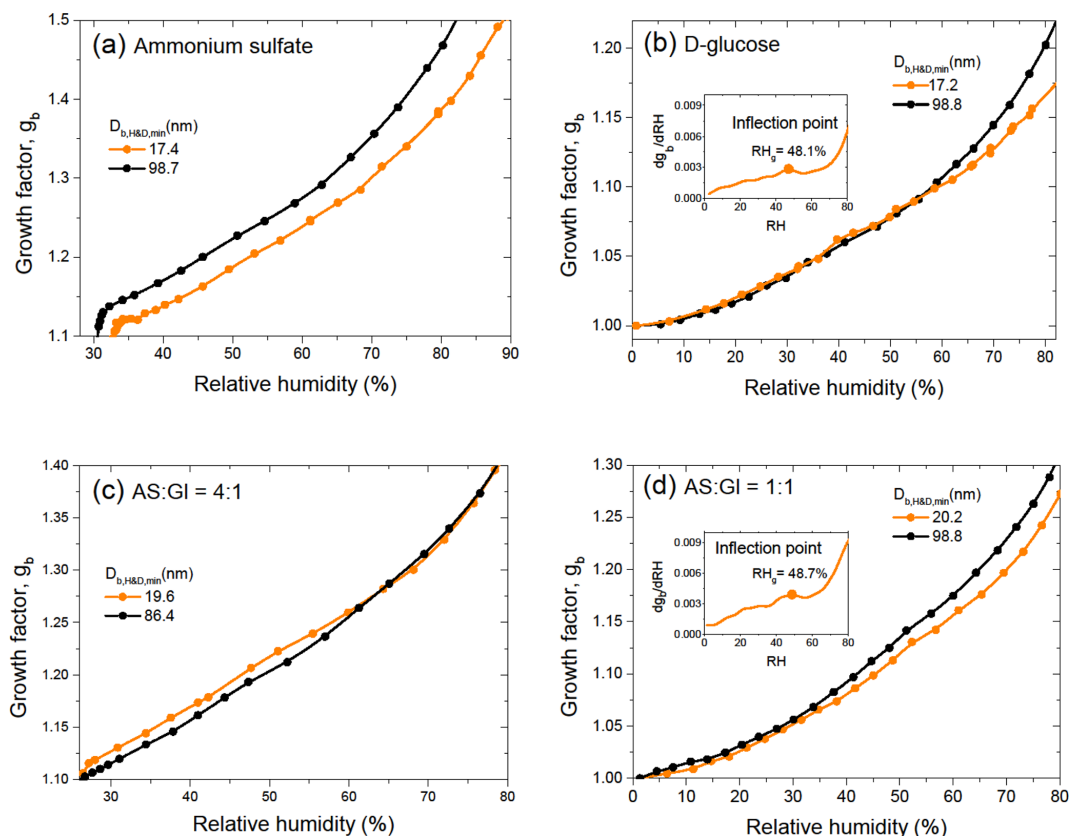 (a) Ammonium sulfate
D_b,H&D,min (nm)
17.4
98.7
Growth factor, g_b
1.5
1.4
1.3
1.2
1.1
30 40 50 60 70 80 90
Relative humidity (%)
(b) D-glucose
D_b,H&D,min (nm)
17.2
98.8
Growth factor, g_b
1.20
1.15
1.10
1.05
1.00
0 10 20 30 40 50 60 70 80
Relative humidity (%)
dg_b/dRH
0.009
0.006
0.003
0.000
Inflection point
RH_g= 48.1%
0 20 40 60 80
RH
(c) AS:Gl = 4:1
D_b,H&D,min (nm)
19.6
86.4
Growth factor, g_b
1.40
1.35
1.30
1.25
1.20
1.15
1.10
30 40 50 60 70 80
Relative humidity (%)
(d) AS:Gl = 1:1
D_b,H&D,min (nm)
20.2
98.8
Growth factor, g_b
1.30
1.25
1.20
1.15
1.10
1.05
1.00
0 10 20 30 40 50 60 70 80
Relative humidity (%)
dg_b/dRH
0.009
0.006
0.003
0.000
Inflection point
RH_g= 48.7%
0 20 40 60 80
RH